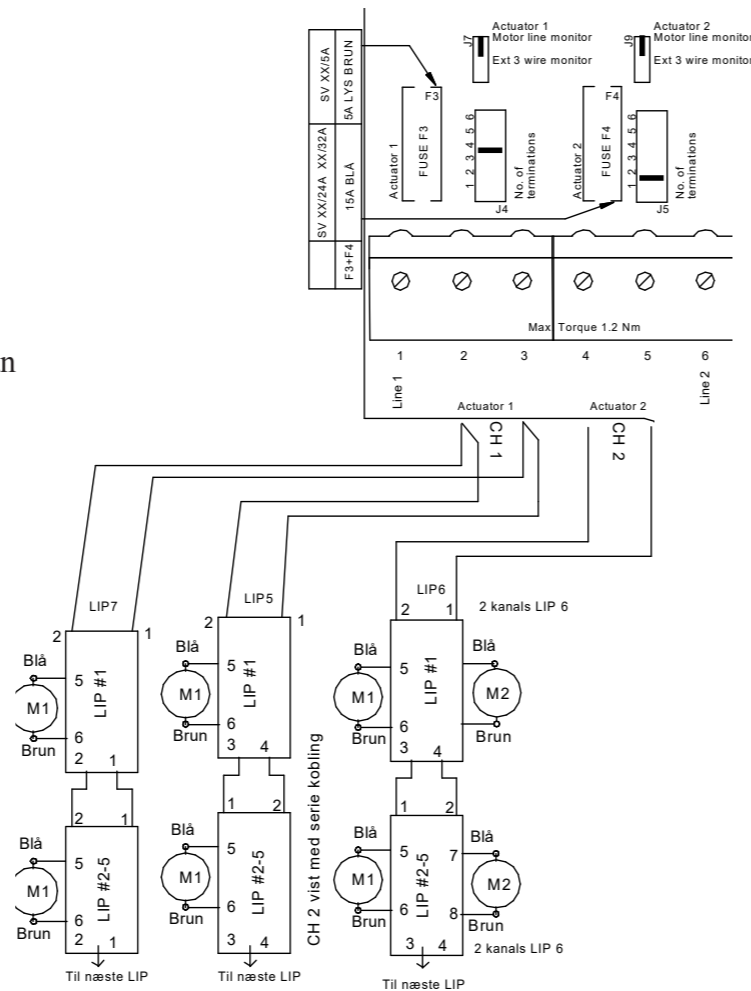 Actuator 1
Motor line monitor
Ext 3 wire monitor
J7
Actuator 2
Motor line monitor
Ext 3 wire monitor
J9
SV XX/5A
5A LYS BRUN
SV XX/24A XX/32A
15A BLÅ
F3+F4
Actuator 1
FUSE F3
F3
1 2 3 4 5 6
J4
No. of
terminations
Actuator 2
FUSE F4
F4
1 2 3 4 5 6
J5
No. of
terminations
Max. Torque 1.2 Nm
1 2 3 4 5 6
n
Line 1
Line 2
Actuator 1
Actuator 2
CH 1
CH 2
LIP7
2 1
Blå
5
M1
LIP #1
6
Brun
2 1
2 1
Blå
5
M1
LIP #2-5
6
Brun
2 1
Til næste LIP
LIP5
2 1
Blå
5
M1
LIP #1
6
Brun
3 4
1 2
Blå
5
M1
LIP #2-5
6
Brun
3 4
Til næste LIP
CH 2 vist med serie kobling
LIP6
2 1
2 kanals LIP 6
Blå
5
M1
LIP #1
Blå
M2
6
Brun
Brun
3 4
1 2
Blå
5
M1
LIP #2-5
7
Blå
M2
6
Brun
8
Brun
3 4
2 kanals LIP 6
Til næste LIP